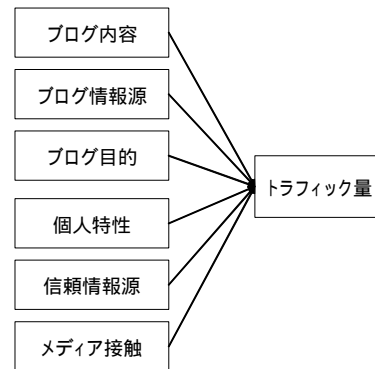 ブログ内容
ブログ情報源
ブログ目的
トラフィック量
個人特性
信頼情報源
メディア接触